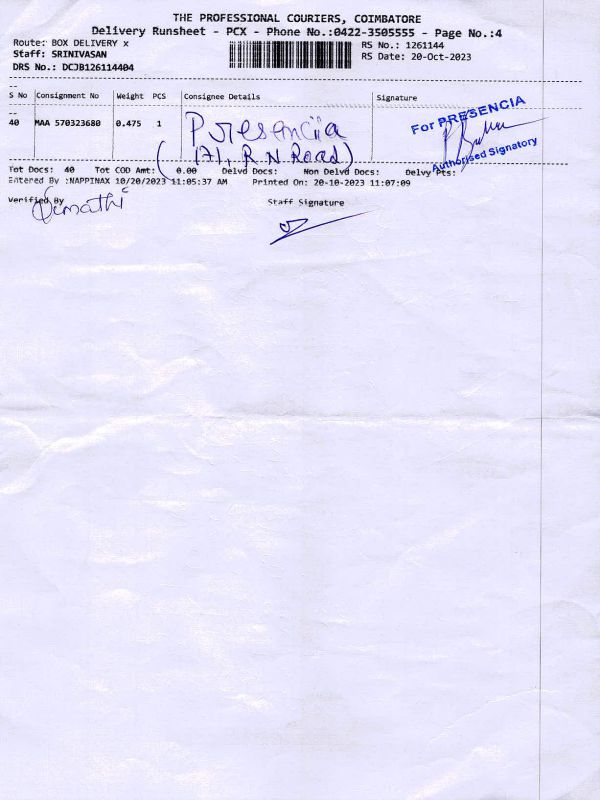 THE PROFESSIONAL COURIERS, COIMBATORE
Delivery Runsheet - PCX - Phone No.:0422-3505555 - Page No.:4
Route: BOX DELIVERY x
RS No.: 1261144
Staff: SRINIVASAN
RS Date: 20-Oct-2023
DRS No.: DCJB126114404
S No Consignment No Weight PCS Consignee Details Signature
40 MAA 570323680 0.475 1 Presenciia
(71, R.N. Road)
For PRESENCIA
Authorised Signatory
Tot Docs: 40 Tot COD Amt: 0.00 Delvd Docs: Non Delvd Docs: Delvy Pts:
Entered By :NAPPINAX 10/20/2023 11:05:37 AM Printed On: 20-10-2023 11:07:09
Verified By Staff Signature